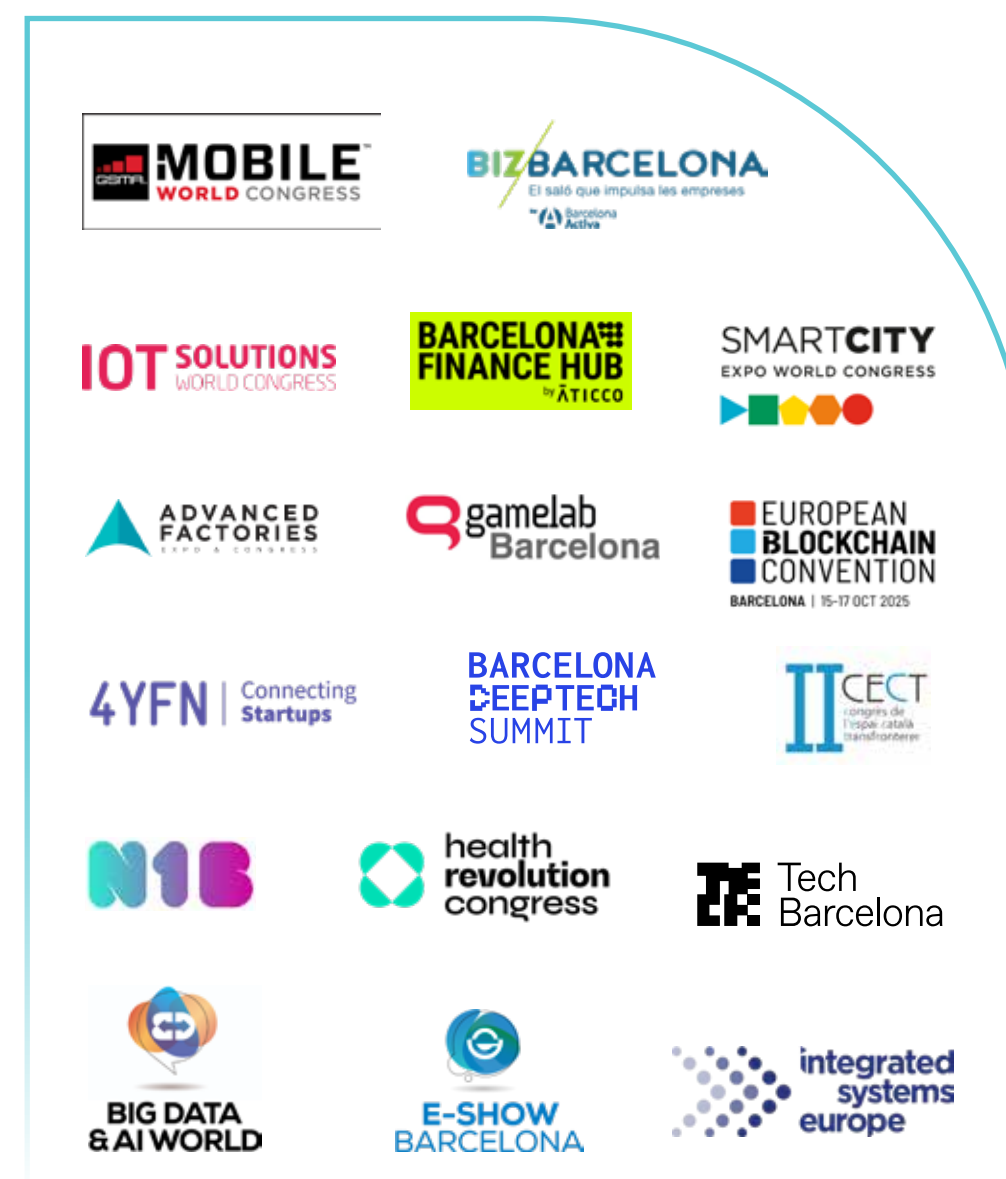 GSMA
MOBILE™
WORLD CONGRESS
BIZBARCELONA
El saló que impulsa les empreses
Barcelona
Activa
IOT SOLUTIONS
WORLD CONGRESS
BARCELONA
FINANCE HUB
by ĀTICCO
SMARTCITY
EXPO WORLD CONGRESS
ADVANCED
FACTORIES
EXPO & CONGRESS
gamelab
Barcelona
EUROPEAN
BLOCKCHAIN
CONVENTION
BARCELONA | 15-17 OCT 2025
4YFN | Connecting
Startups
BARCELONA
DEEPTECH
SUMMIT
II CECT
congrés de
l'espai català
transfronterer
N1B
health
revolution
congress
TECH
Tech
Barcelona
BIG DATA
& AI WORLD
E-SHOW
BARCELONA
integrated
systems
europe